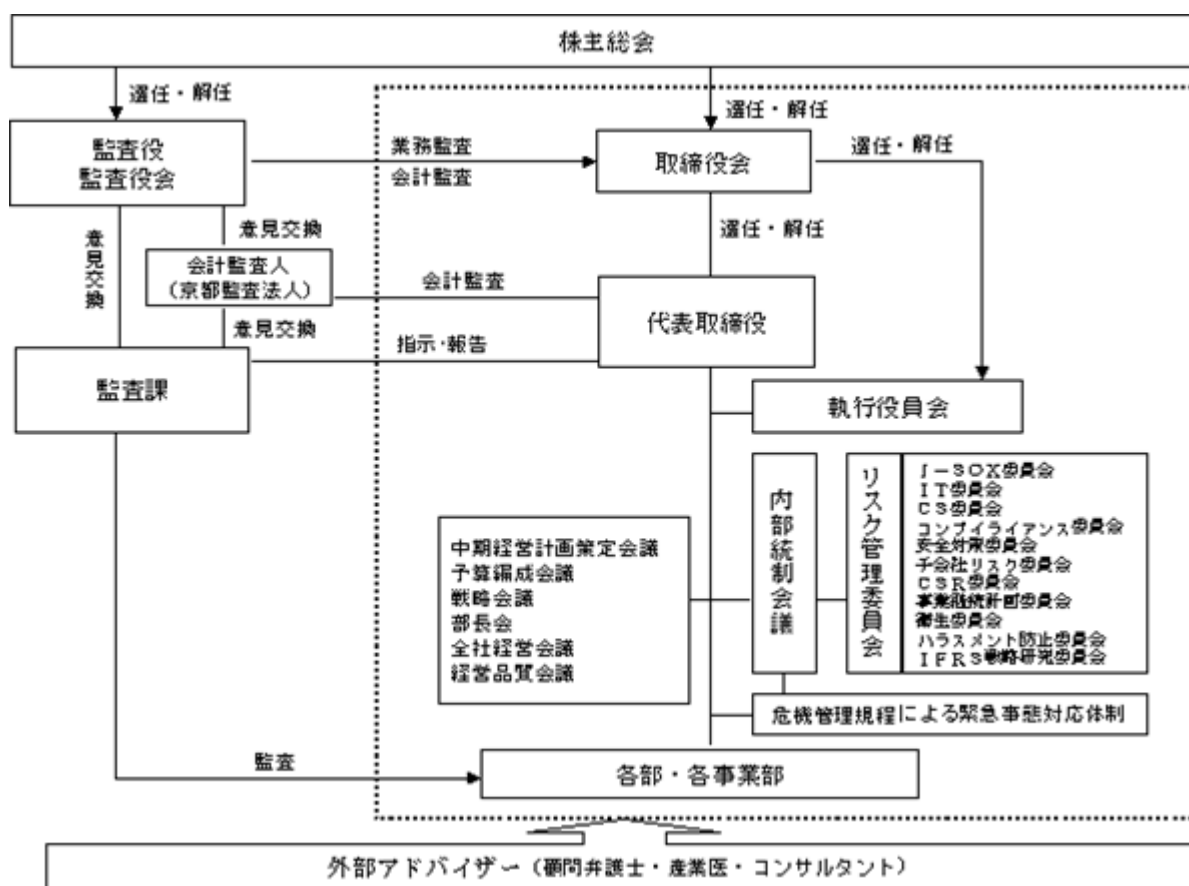 株主総会
選任・解任
選任・解任
監査役
監査役会
業務監査
会計監査
取締役会
選任・解任
意見交換
意見交換
選任・解任
会計監査人
(京都監査法人)
会計監査
代表取締役
意見交換
指示・報告
監査課
執行役員会
中期経営計画策定会議
予算編成会議
戦略会議
部長会
全社経営会議
経営品質会議
内部統制会議
リスク管理委員会
J-SOX委員会
IT委員会
CS委員会
コンプイライアンス委員会
安全対策委員会
子会社リスク委員会
CSR委員会
事業継続計画委員会
衛生委員会
ハラスメント防止委員会
IFRS戦略研究委員会
危機管理規程による緊急事態対応体制
監査
各部・各事業部
外部アドバイザー(顧問弁護士・産業医・コンサルタント)